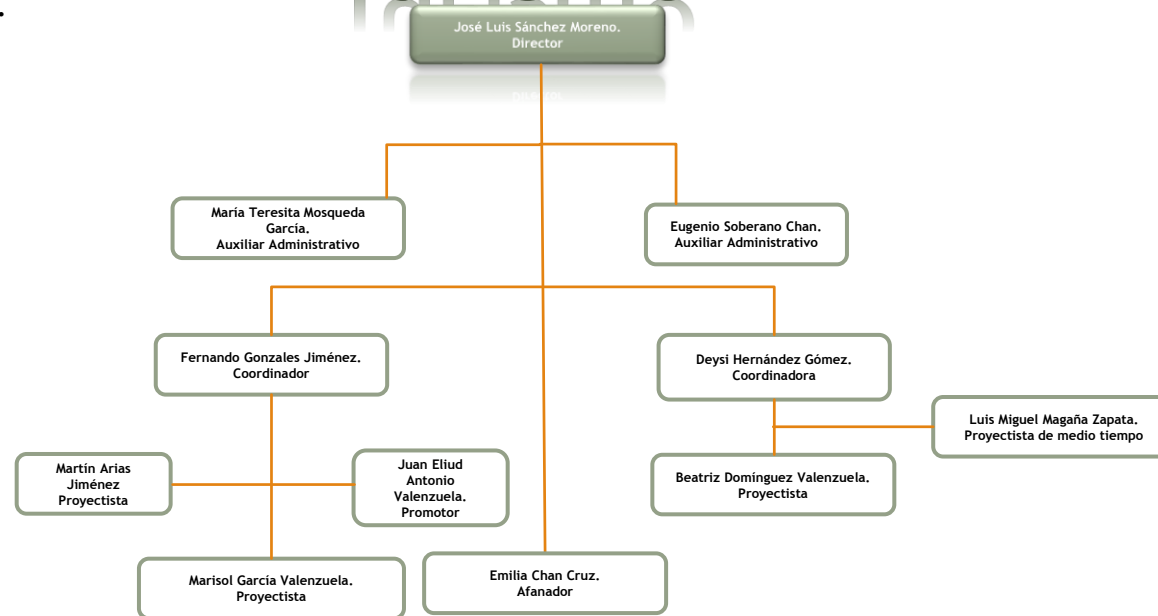 José Luis Sánchez Moreno.
Director
María Teresita Mosqueda
García.
Auxiliar Administrativo
Eugenio Soberano Chan.
Auxiliar Administrativo
Fernando Gonzales Jiménez.
Coordinador
Deysi Hernández Gómez.
Coordinadora
Luis Miguel Magaña Zapata.
Proyectista de medio tiempo
Martín Arias
Jiménez
Proyectista
Juan Eliud
Antonio
Valenzuela.
Promotor
Beatriz Domínguez Valenzuela.
Proyectista
Marisol García Valenzuela.
Proyectista
Emilia Chan Cruz.
Afanador